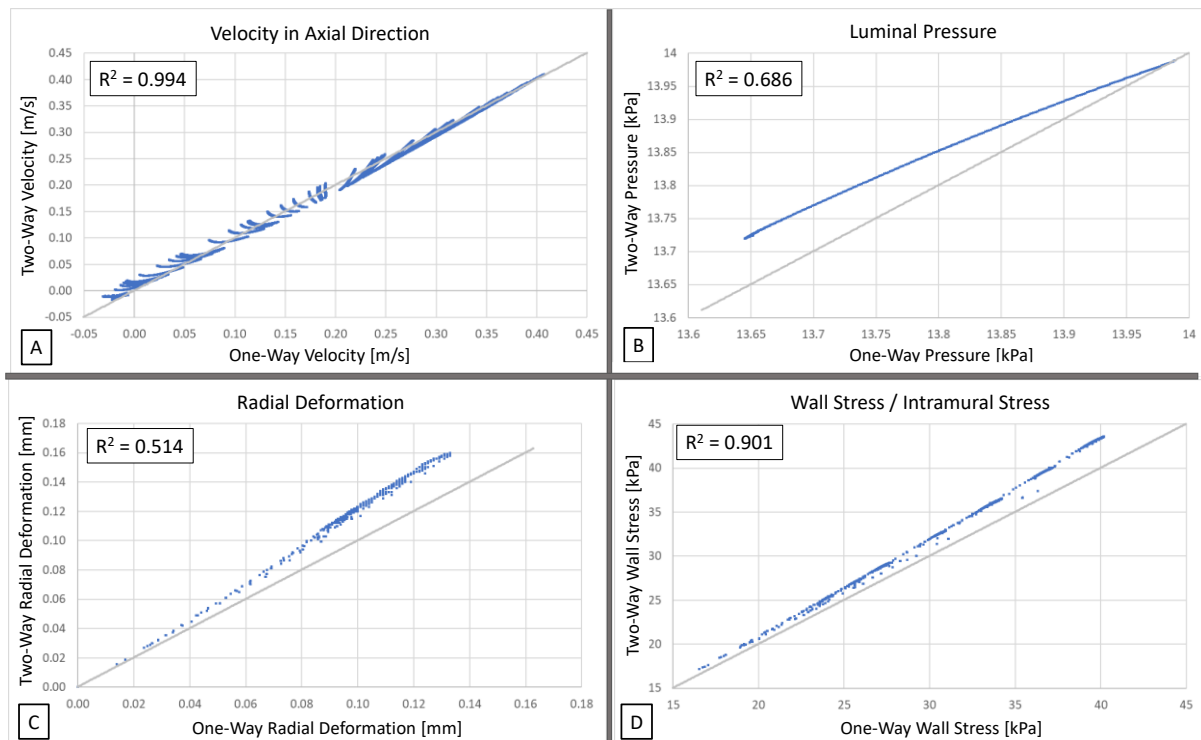 Velocity in Axial Direction
R² = 0.994
Two-Way Velocity [m/s]
0.45
0.40
0.35
0.30
0.25
0.20
0.15
0.10
0.05
0.00
-0.05
-0.05 0.00 0.05 0.10 0.15 0.20 0.25 0.30 0.35 0.40 0.45
One-Way Velocity [m/s]
A
Luminal Pressure
R² = 0.686
Two-Way Pressure [kPa]
14
13.95
13.9
13.85
13.8
13.75
13.7
13.65
13.6
13.6 13.65 13.7 13.75 13.8 13.85 13.9 13.95 14
One-Way Pressure [kPa]
B
Radial Deformation
R² = 0.514
Two-Way Radial Deformation [mm]
0.18
0.16
0.14
0.12
0.10
0.08
0.06
0.04
0.02
0.00
0.00 0.02 0.04 0.06 0.08 0.10 0.12 0.14 0.16 0.18
One-Way Radial Deformation [mm]
C
Wall Stress / Intramural Stress
R² = 0.901
Two-Way Wall Stress [kPa]
45
40
35
30
25
20
15
15 20 25 30 35 40 45
One-Way Wall Stress [kPa]
D